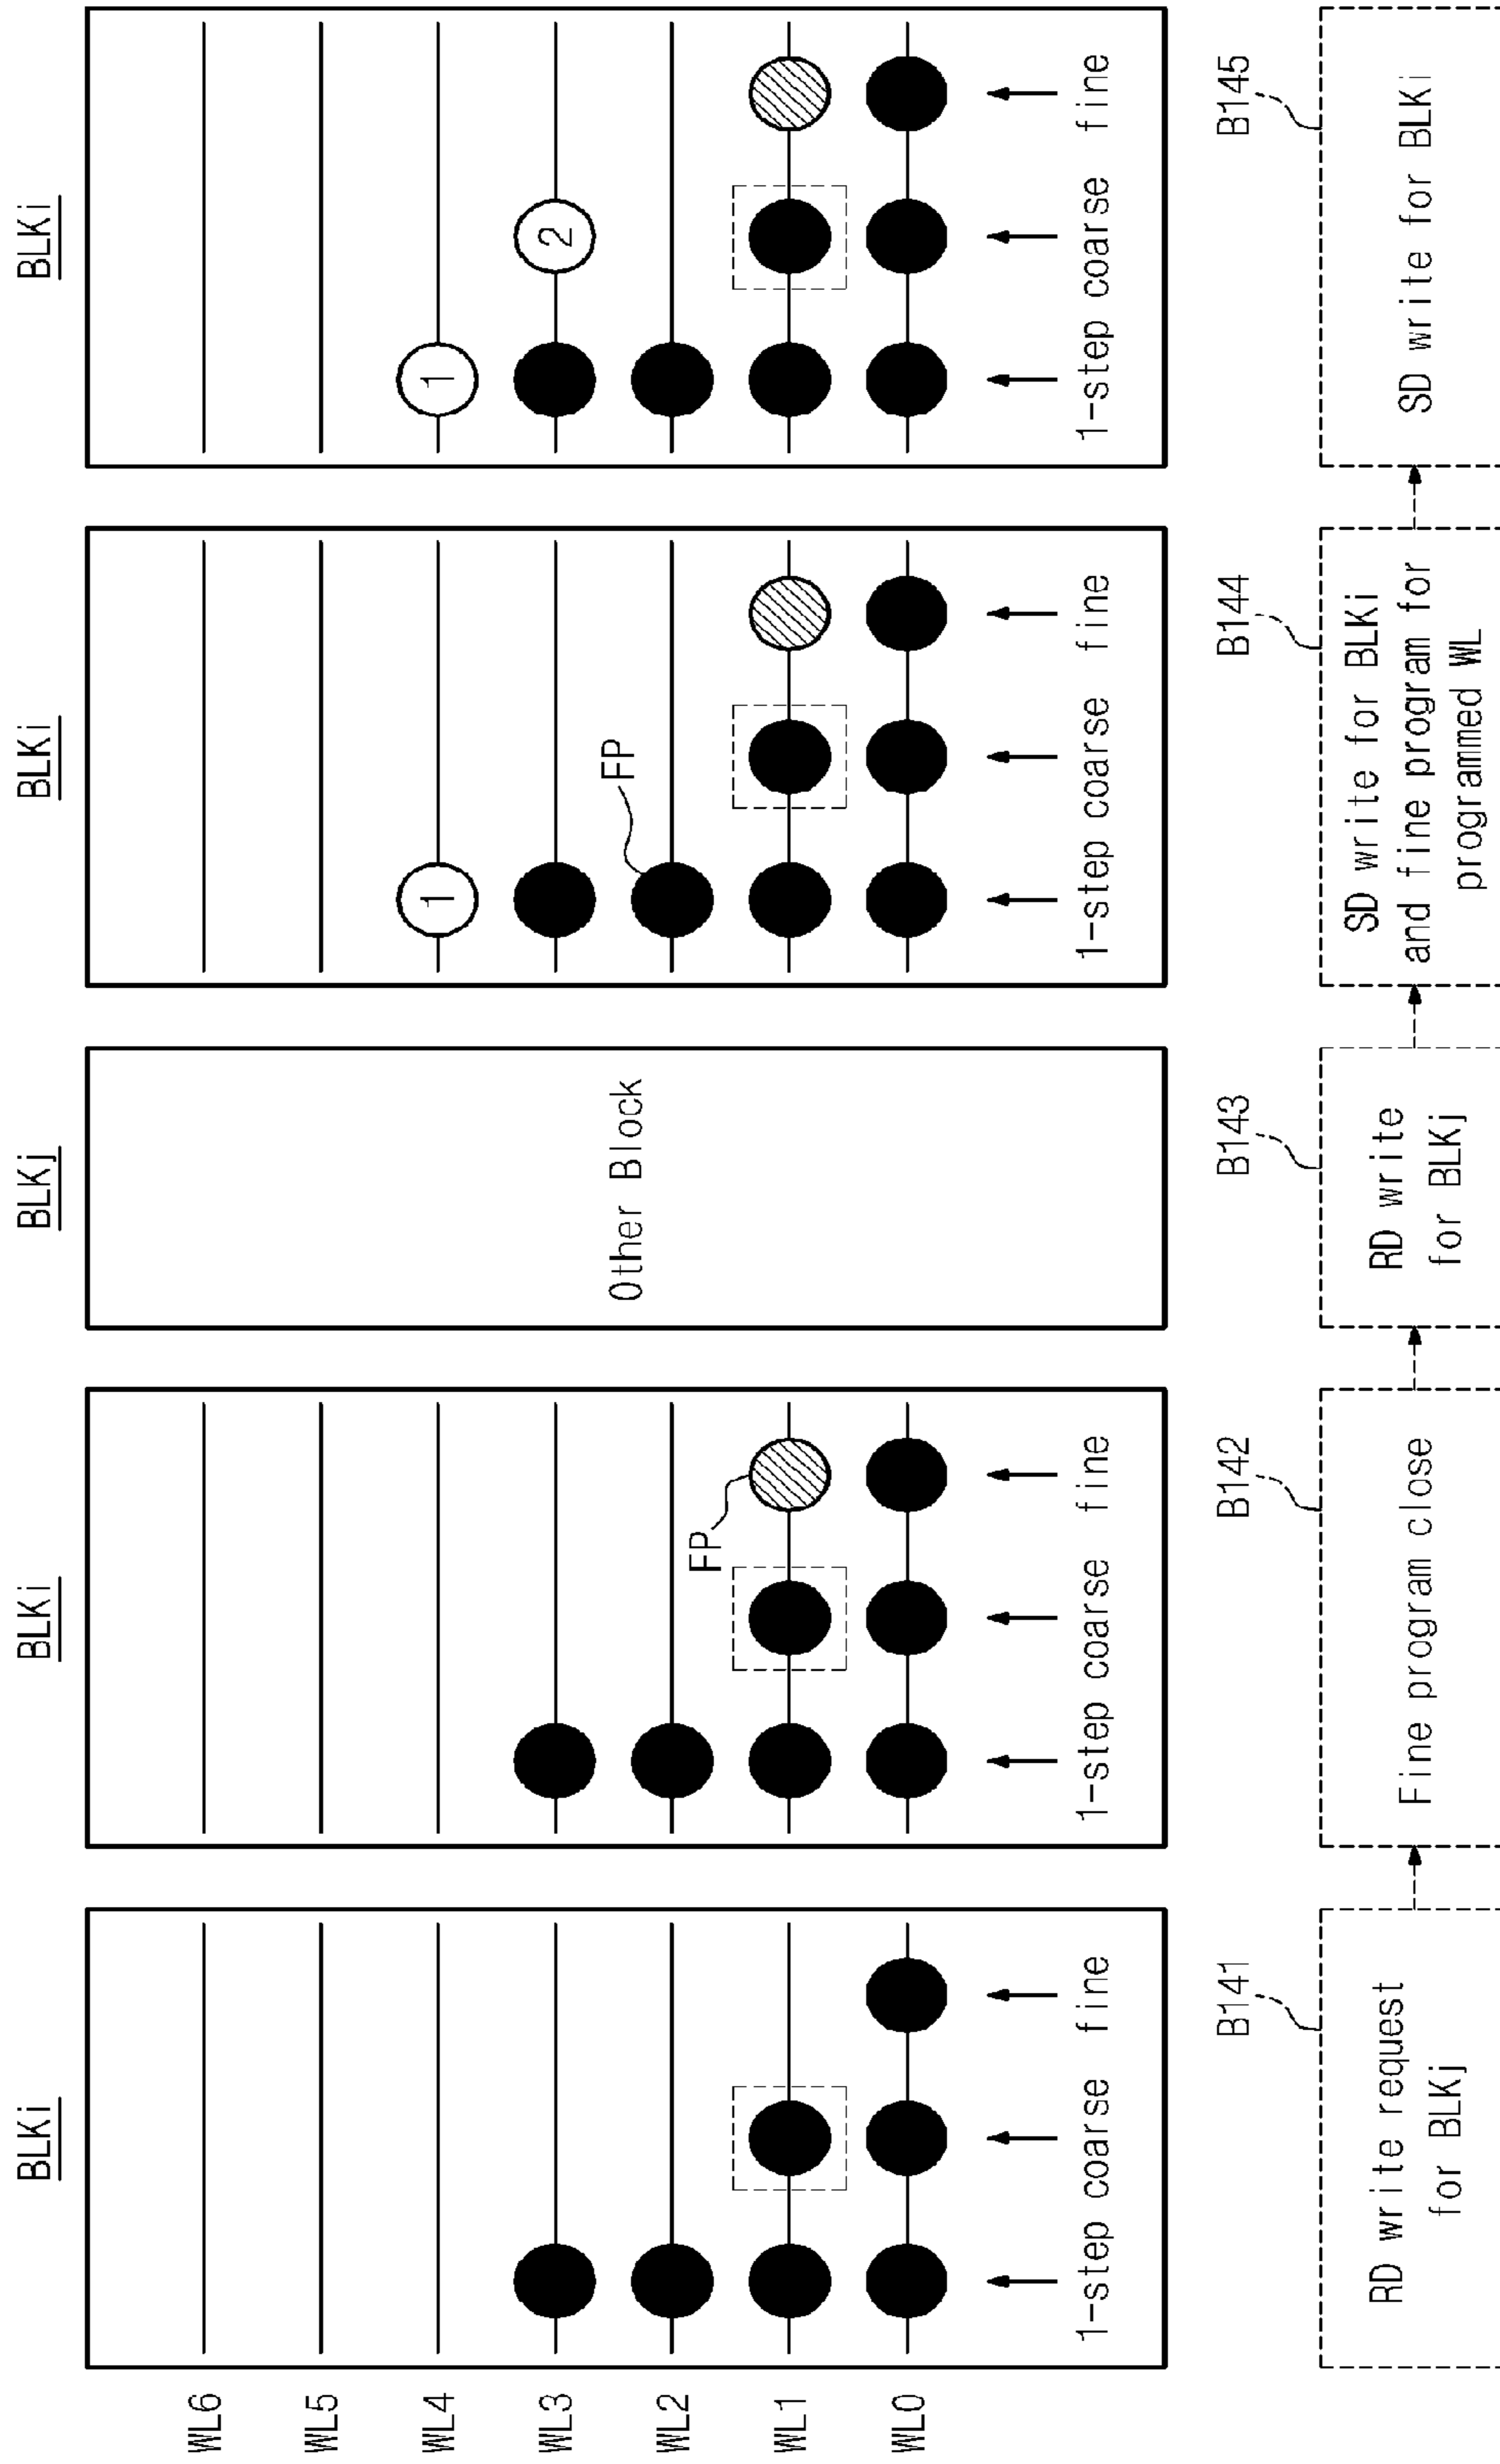 BLKi
BLKi
BLKj
BLKi
BLKi
WL6
WL5
WL4
WL3
WL2
WL1
WL0
1-step coarse fine
FP
1-step coarse fine
Other Block
1
FP
1-step coarse fine
1
2
1-step coarse fine
B141
RD write request
for BLKj
B142
Fine program close
B143
RD write
for BLKj
B144
SD write for BLKi
and fine program for
programmed WL
B145
SD write for BLKi